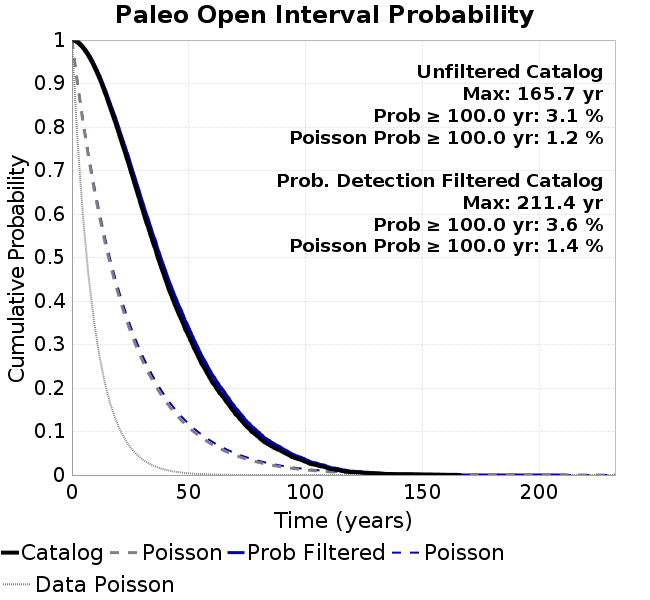 Paleo Open Interval Probability
Unfiltered Catalog
Max: 165.7 yr
Prob ≥ 100.0 yr: 3.1 %
Poisson Prob ≥ 100.0 yr: 1.2 %
Prob. Detection Filtered Catalog
Max: 211.4 yr
Prob ≥ 100.0 yr: 3.6 %
Poisson Prob ≥ 100.0 yr: 1.4 %
Cumulative Probability
1
0.9
0.8
0.7
0.6
0.5
0.4
0.3
0.2
0.1
0
0 50 100 150 200
Time (years)
Catalog Poisson Prob Filtered Poisson
Data Poisson